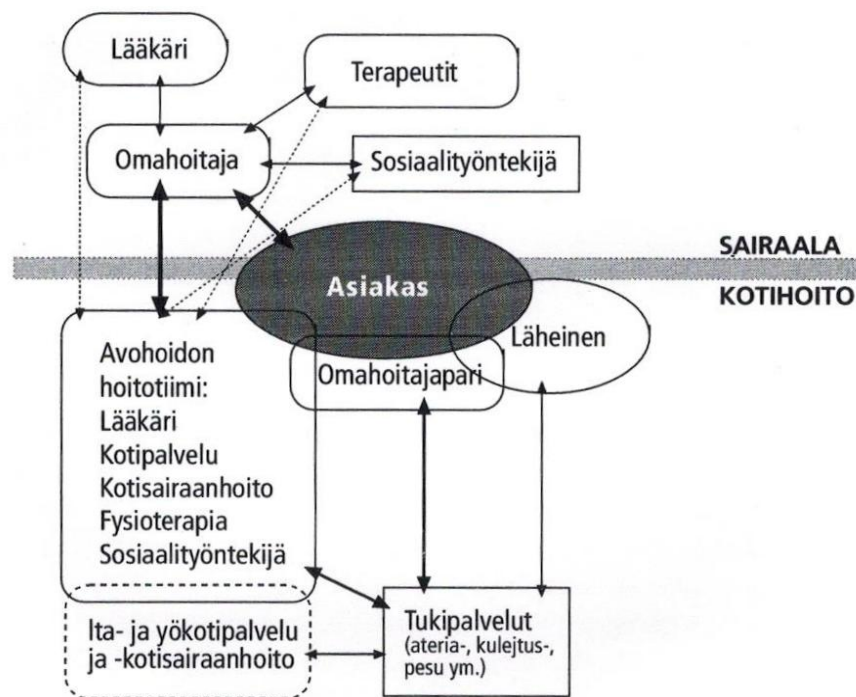 Lääkäri
Terapeutit
Omahoitaja
Sosiaalityöntekijä
SAIRAALA
Asiakas
KOTIHOITO
Läheinen
Avohoidon
hoitotiimi:
Lääkäri
Kotipalvelu
Kotisairaanhoito
Fysioterapia
Sosiaalityöntekijä
Omahoitajapari
Ita- ja yökotipalvelu
ja -kotisairaanhoito
Tukipalvelut
(ateria-, kulejtus-,
pesu ym.)